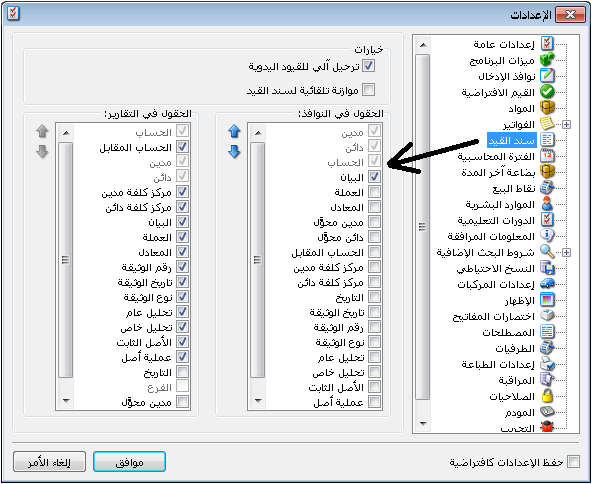 الإعدادات
إعدادات عامة
ميزات البرنامج
نوافذ الإدخال
القيم الافتراضية
المواد
الفواتير
سند القيد
الفترة المحاسبية
بضاعة آخر المدة
نقاط البيع
الموارد البشرية
الدورات التعليمية
المعلومات المرافقة
شروط البحث الإضافية
النسخ الاحتياطي
إعدادات المركبات
الإظهار
اختصارات المفاتيح
المصطلحات
الطرفيات
إعدادات الطباعة
المراقبة
الصلاحيات
المودم
التخريب
خيارات
ترحيل آلي للقيود اليدوية
موازنة تلقائية لسند القيد
الحقول في النوافذ:
مدين
دائن
الحساب
البيان
العملة
المعادل
مدين محوَّل
دائن محوَّل
الحساب المقابل
مركز كلفة مدين
مركز كلفة دائن
التاريخ
تاريخ الوثيقة
رقم الوثيقة
نوع الوثيقة
تحليل عام
تحليل خاص
الأصل الثابت
عملية أصل
الحقول في التقارير:
الحساب
الحساب المقابل
مدين
دائن
مركز كلفة مدين
مركز كلفة دائن
البيان
العملة
المعادل
رقم الوثيقة
تاريخ الوثيقة
نوع الوثيقة
تحليل عام
تحليل خاص
الأصل الثابت
عملية أصل
التاريخ
الفرع
مدين محوَّل
حفظ الإعدادات كافتراضية
موافق
إلغاء الأمر